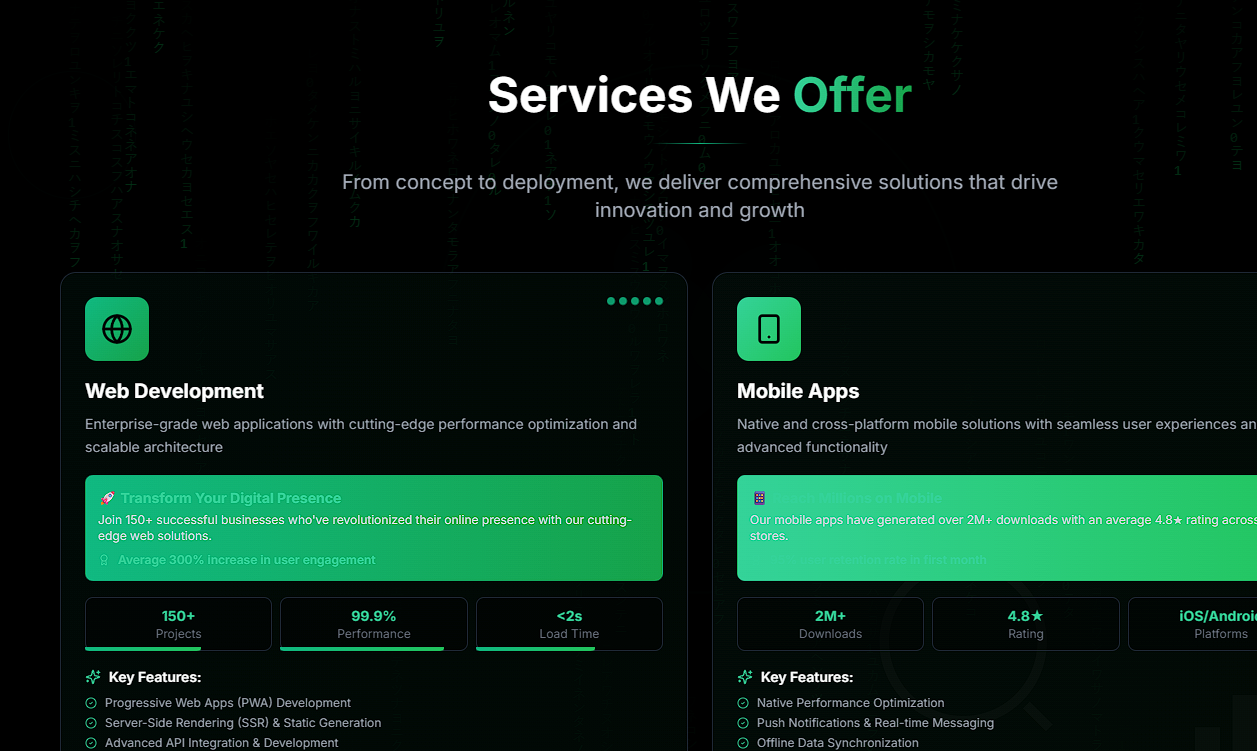 Services We Offer
From concept to deployment, we deliver comprehensive solutions that drive
innovation and growth
Web Development
Enterprise-grade web applications with cutting-edge performance optimization and
scalable architecture
🚀 Transform Your Digital Presence
Join 150+ successful businesses who've revolutionized their online presence with our cutting-
edge web solutions.
Average 300% increase in user engagement
150+
Projects
99.9%
Performance
<2s
Load Time
Key Features:
Progressive Web Apps (PWA) Development
Server-Side Rendering (SSR) & Static Generation
Advanced API Integration & Development
Mobile Apps
Native and cross-platform mobile solutions with seamless user experiences an
advanced functionality
📱 Millions on Mobile
Our mobile apps have generated over 2M+ downloads with an average 4.8★ rating across
stores.
user retention rate in first month
2M+
Downloads
4.8★
Rating
iOS/Androi
Platforms
Key Features:
Native Performance Optimization
Push Notifications & Real-time Messaging
Offline Data Synchronization